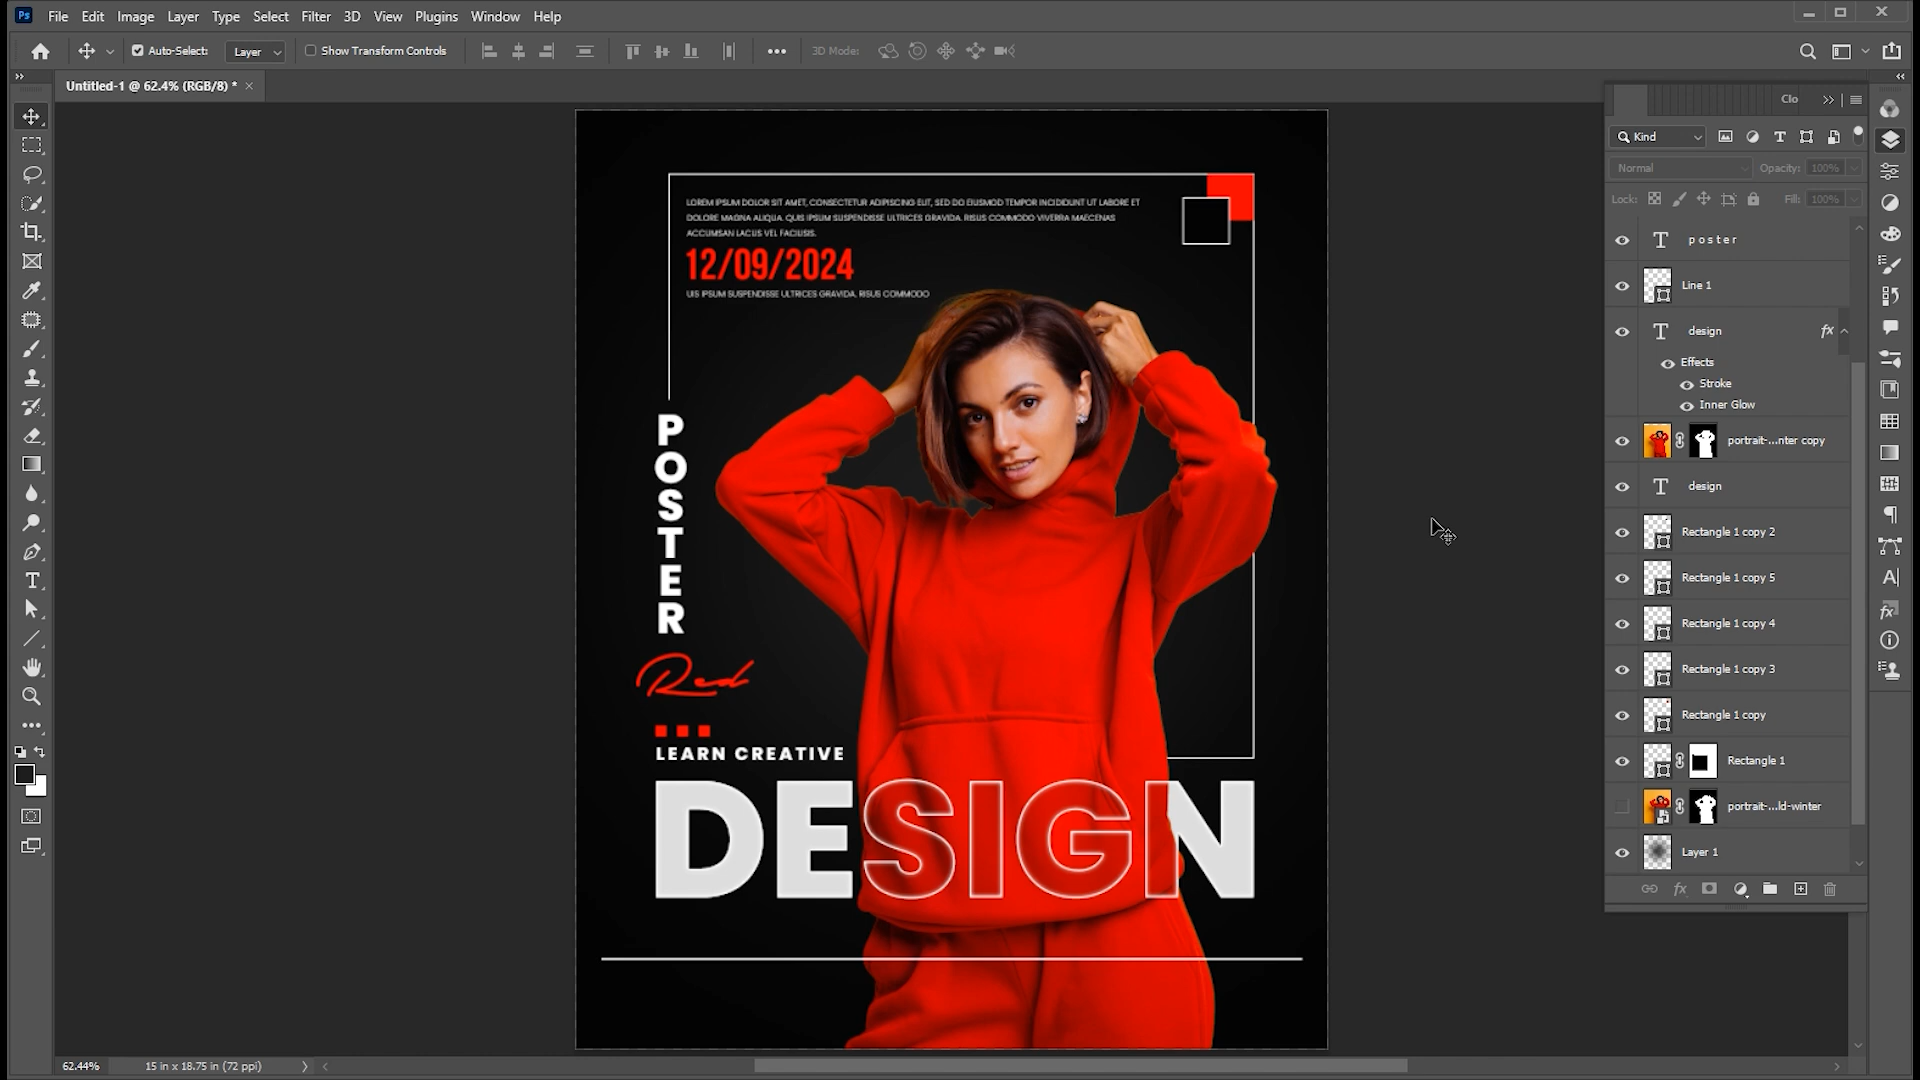 Ps File Edit Image Layer Type Select Filter 3D View Plugins Window Help
Auto-Select: Layer Show Transform Controls 3D Mode:
Untitled-1 @ 62.4% (RGB/8) *
LOREM IPSUM DOLOR SIT AMET, CONSECTETUR ADIPISCING ELIT, SED DO EIUSMOD TEMPOR INCIDIDUNT UT LABORE ET
DOLORE MAGNA ALIQUA. QUIS IPSUM SUSPENDISSE ULTRICES GRAVIDA. RISUS COMMODO VIVERRA MAECENAS
ACCUMSAN LACUS VEL FACILISIS.
12/09/2024
UIS IPSUM SUSPENDISSE ULTRICES GRAVIDA. RISUS COMMODO
POSTER
Red
LEARN CREATIVE
DESIGN
Clo
Kind
Normal Opacity: 100%
Lock: Fill: 100%
poster
Line 1
design fx
Effects
Stroke
Inner Glow
portrait-...nter copy
design
Rectangle 1 copy 2
Rectangle 1 copy 5
Rectangle 1 copy 4
Rectangle 1 copy 3
Rectangle 1 copy
Rectangle 1
portrait-...ld-winter
Layer 1
62.44% 15 in x 18.75 in (72 ppi)